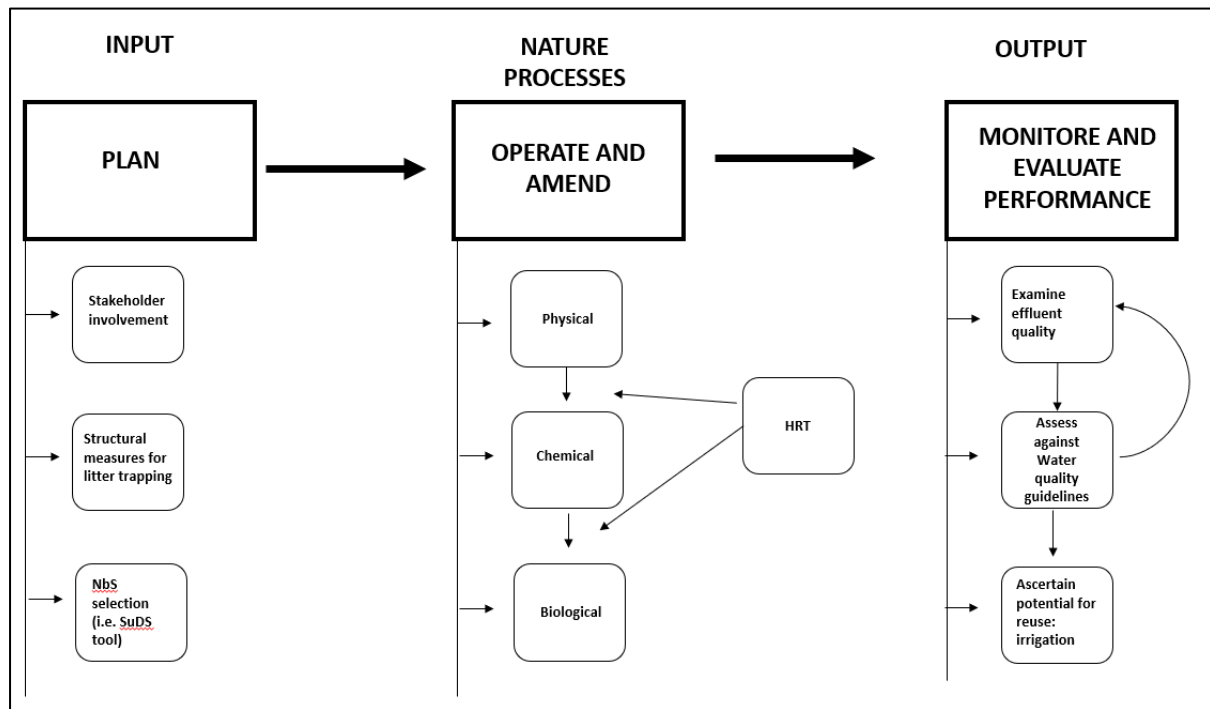 INPUT
NATURE
PROCESSES
OUTPUT
PLAN
OPERATE AND
AMEND
MONITORE AND
EVALUATE
PERFORMANCE
Stakeholder
involvement
Structural
measures for
litter trapping
NbS
selection
(i.e. SuDS
tool)
Physical
Chemical
Biological
HRT
Examine
effluent
quality
Assess
against
Water
quality
guidelines
Ascertain
potential for
reuse:
irrigation